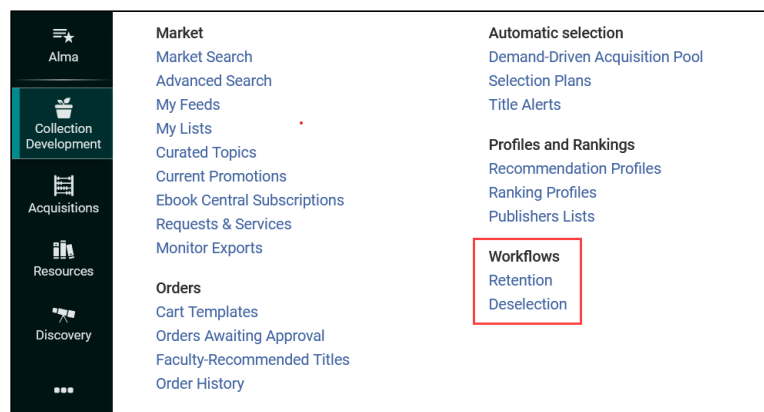 Alma
Collection
Development
Acquisitions
Resources
Discovery
Market
Market Search
Advanced Search
My Feeds
My Lists
Curated Topics
Current Promotions
Ebook Central Subscriptions
Requests & Services
Monitor Exports
Orders
Cart Templates
Orders Awaiting Approval
Faculty-Recommended Titles
Order History
Automatic selection
Demand-Driven Acquisition Pool
Selection Plans
Title Alerts
Profiles and Rankings
Recommendation Profiles
Ranking Profiles
Publishers Lists
Workflows
Retention
Deselection